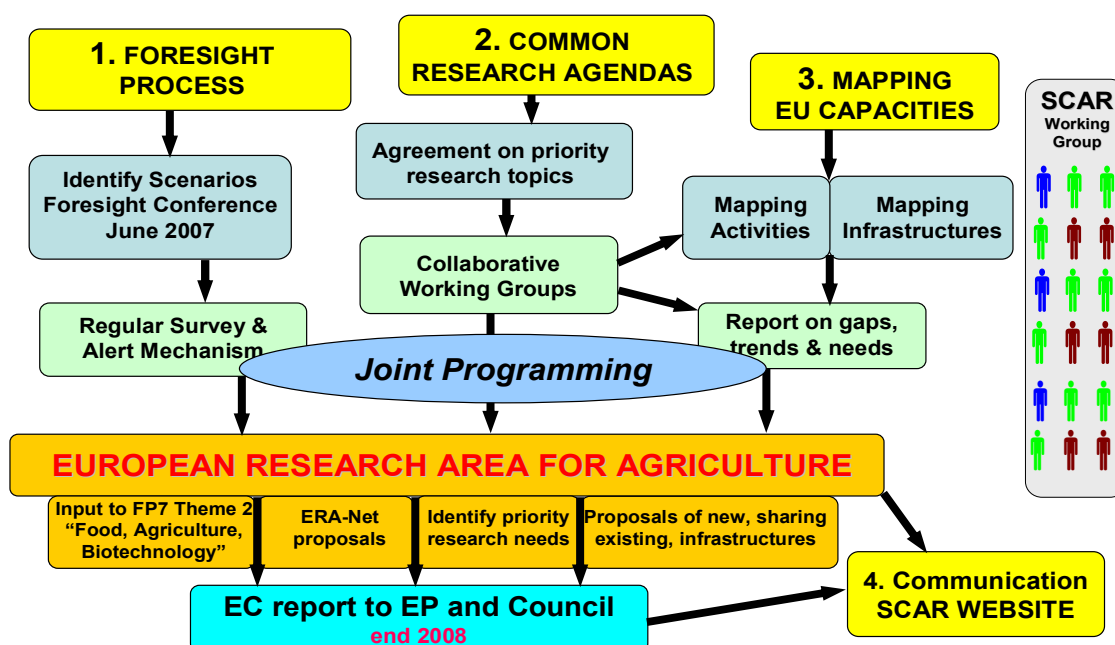 1. FORESIGHT
PROCESS
2. COMMON
RESEARCH AGENDAS
3. MAPPING
EU CAPACITIES
SCAR
Working
Group
Identify Scenarios
Foresight Conference
June 2007
Agreement on priority
research topics
Mapping
Activities
Mapping
Infrastructures
Collaborative
Working Groups
Regular Survey &
Alert Mechanism
Report on gaps,
trends & needs
Joint Programming
EUROPEAN RESEARCH AREA FOR AGRICULTURE
Input to FP7 Theme 2
“Food, Agriculture,
Biotechnology”
ERA-Net
proposals
Identify priority
research needs
Proposals of new, sharing
existing, infrastructures
EC report to EP and Council
end 2008
4. Communication
SCAR WEBSITE